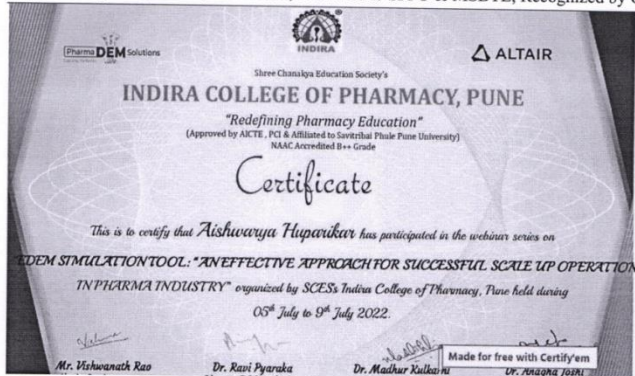 Recognized by
Pharma DEM Solutions
INDIRA
ALTAIR
Shree Chanakya Education Society's
INDIRA COLLEGE OF PHARMACY, PUNE
"Redefining Pharmacy Education"
(Approved by AICTE , PCI & Affiliated to Savitribai Phule Pune University)
NAAC Accredited B++ Grade
Certificate
This is to certify that Aishwarya Huparikar has participated in the webinar series on
EDEM SIMULATION TOOL: "AN EFFECTIVE APPROACH FOR SUCCESSFUL SCALE UP OPERATION
IN PHARMA INDUSTRY" organized by SCES's Indira College of Pharmacy, Pune held during
05th July to 9th July 2022.
Mr. Vishwanath Rao
Dr. Ravi Pyaraka
Dr. Madhur Kulkarni
Made for free with Certify'em
Dr. Anagha Joshi